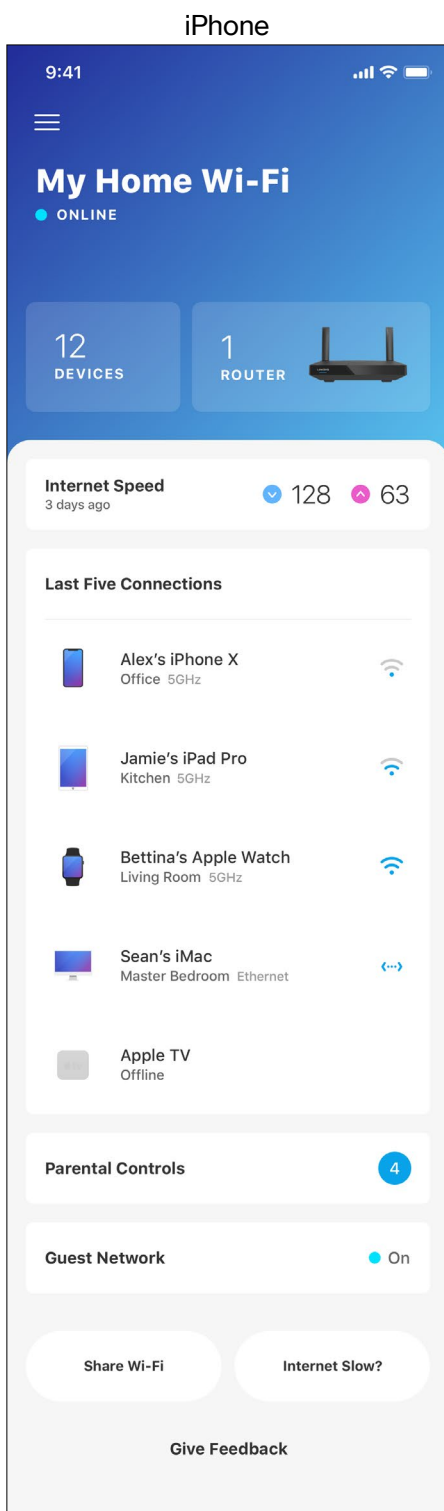 iPhone
9:41
My Home Wi-Fi
ONLINE
12
DEVICES
1
ROUTER
Internet Speed
3 days ago
128
63
Last Five Connections
Alex's iPhone X
Office 5GHz
Jamie's iPad Pro
Kitchen 5GHz
Bettina's Apple Watch
Living Room 5GHz
Sean's iMac
Master Bedroom Ethernet
Apple TV
Offline
Parental Controls
4
Guest Network
On
Share Wi-Fi
Internet Slow?
Give Feedback